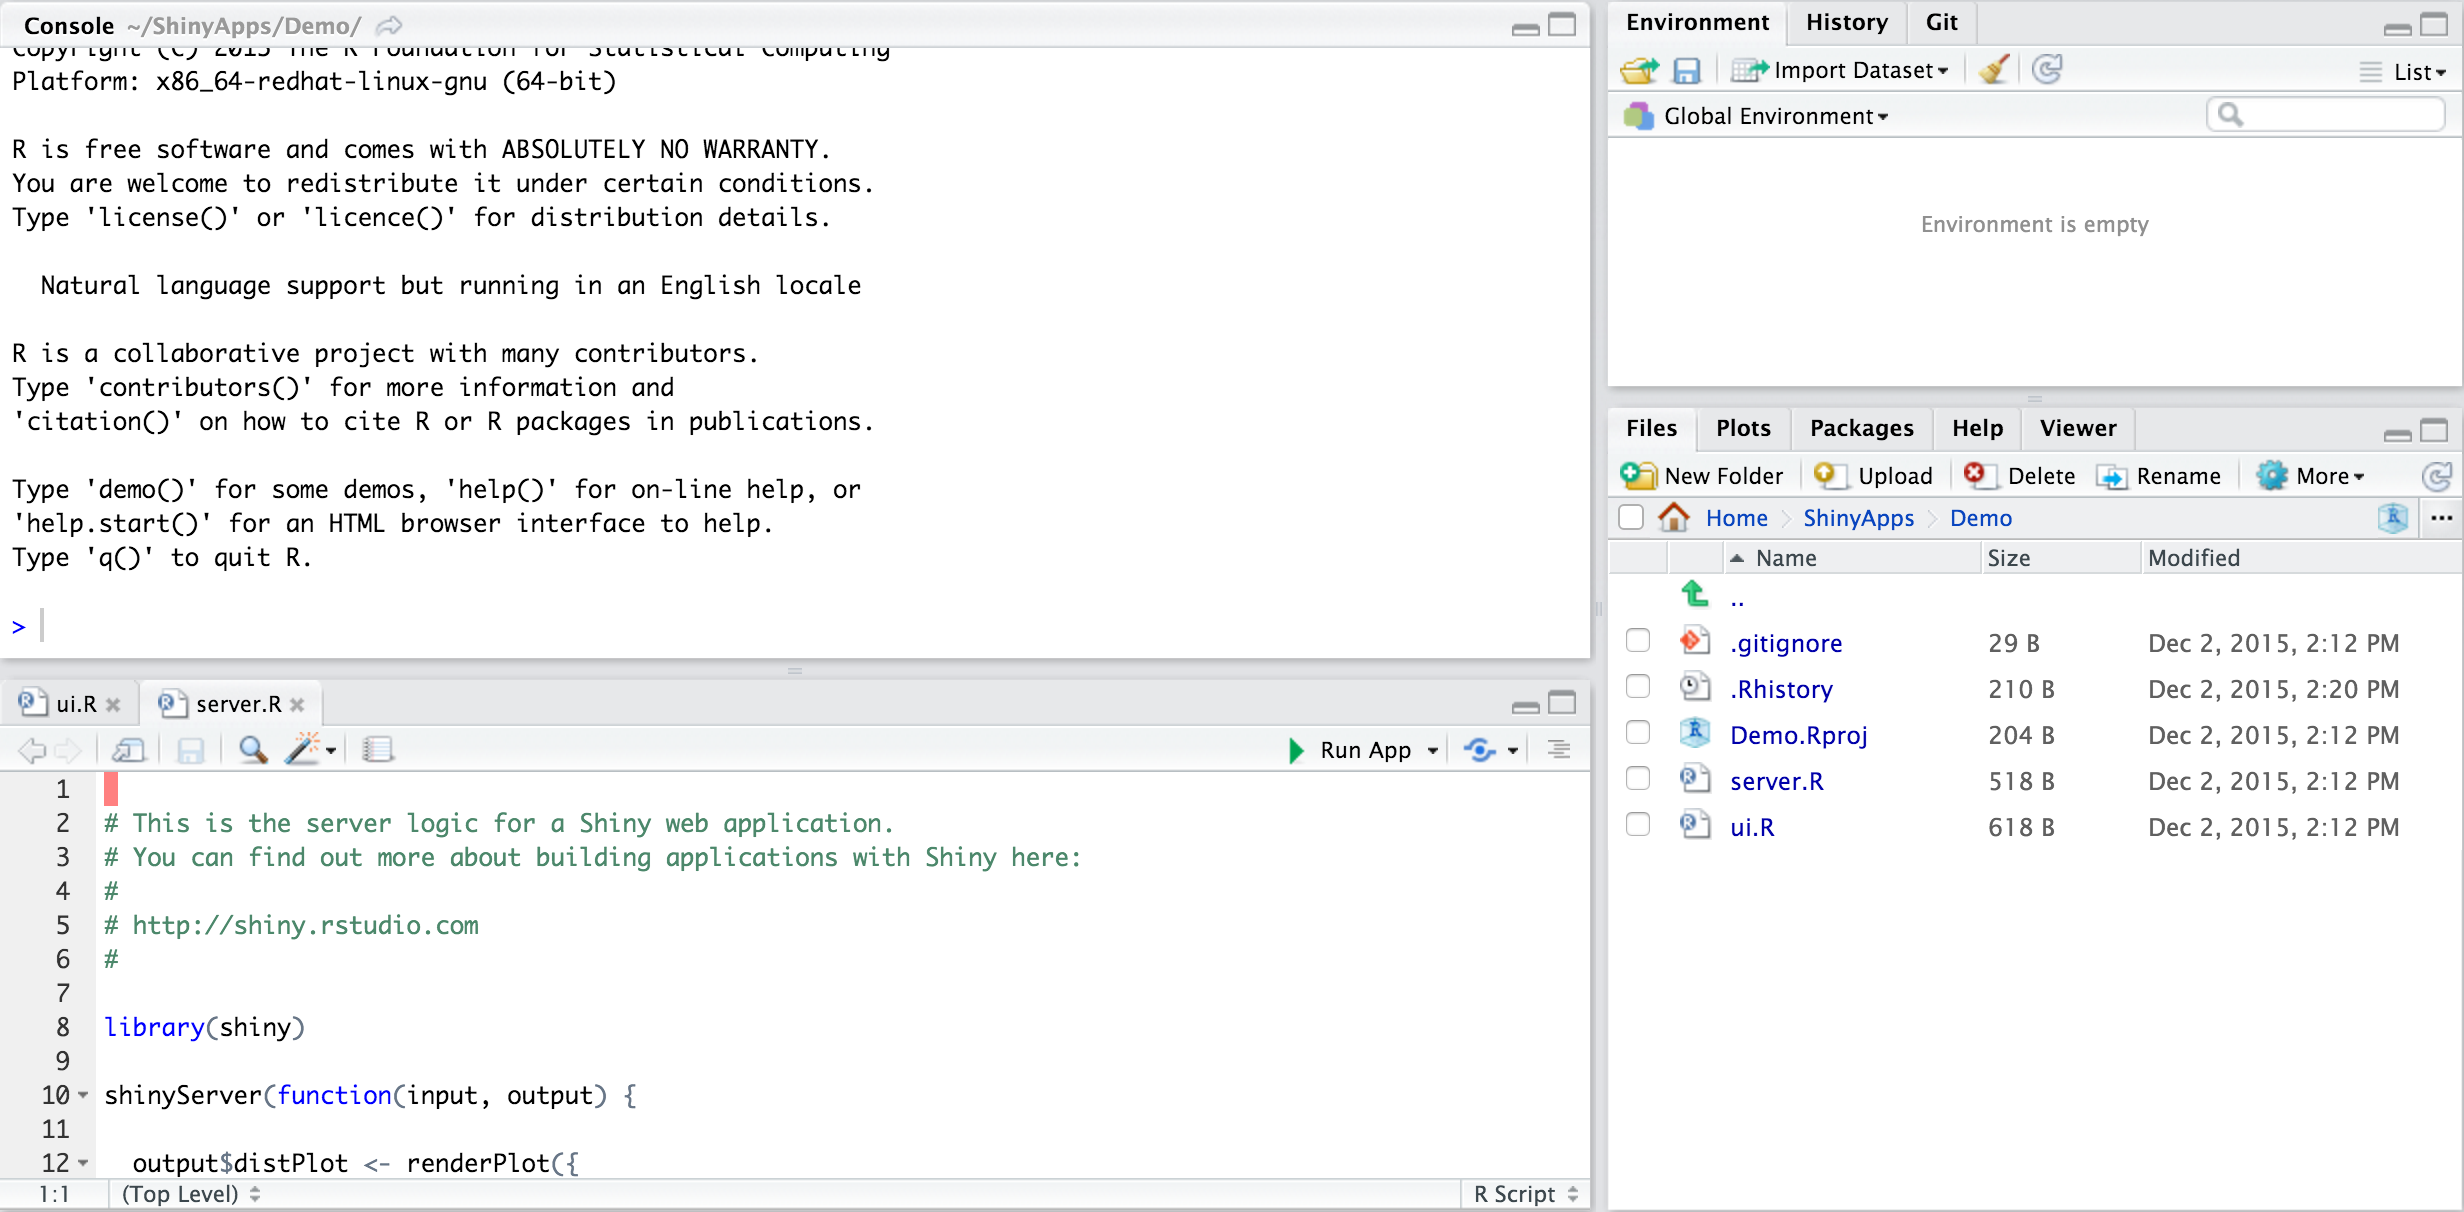 Console ~/ShinyApps/Demo/
Copyright (C) 2015 The R Foundation for Statistical Computing
Platform: x86_64-redhat-linux-gnu (64-bit)
R is free software and comes with ABSOLUTELY NO WARRANTY.
You are welcome to redistribute it under certain conditions.
Type 'license()' or 'licence()' for distribution details.
Natural language support but running in an English locale
R is a collaborative project with many contributors.
Type 'contributors()' for more information and
'citation()' on how to cite R or R packages in publications.
Type 'demo()' for some demos, 'help()' for on-line help, or
'help.start()' for an HTML browser interface to help.
Type 'q()' to quit R.
>
ui.R server.R
Run App
1
2 # This is the server logic for a Shiny web application.
3 # You can find out more about building applications with Shiny here:
4 #
5 # http://shiny.rstudio.com
6 #
7
8 library(shiny)
9
10 shinyServer(function(input, output) {
11
12 output$distPlot <- renderPlot({
1:1 (Top Level) R Script
Environment History Git
Import Dataset List
Global Environment
Environment is empty
Files Plots Packages Help Viewer
New Folder Upload Delete Rename More
Home ShinyApps Demo ...
Name Size Modified
..
.gitignore 29 B Dec 2, 2015, 2:12 PM
.Rhistory 210 B Dec 2, 2015, 2:20 PM
Demo.Rproj 204 B Dec 2, 2015, 2:12 PM
server.R 518 B Dec 2, 2015, 2:12 PM
ui.R 618 B Dec 2, 2015, 2:12 PM